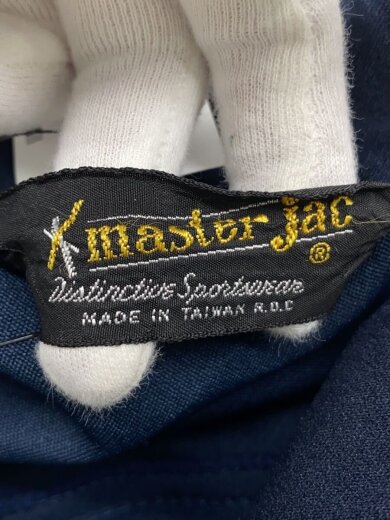 master jac
®
Distinctive Sportswear
MADE IN TAIWAN R.O.C